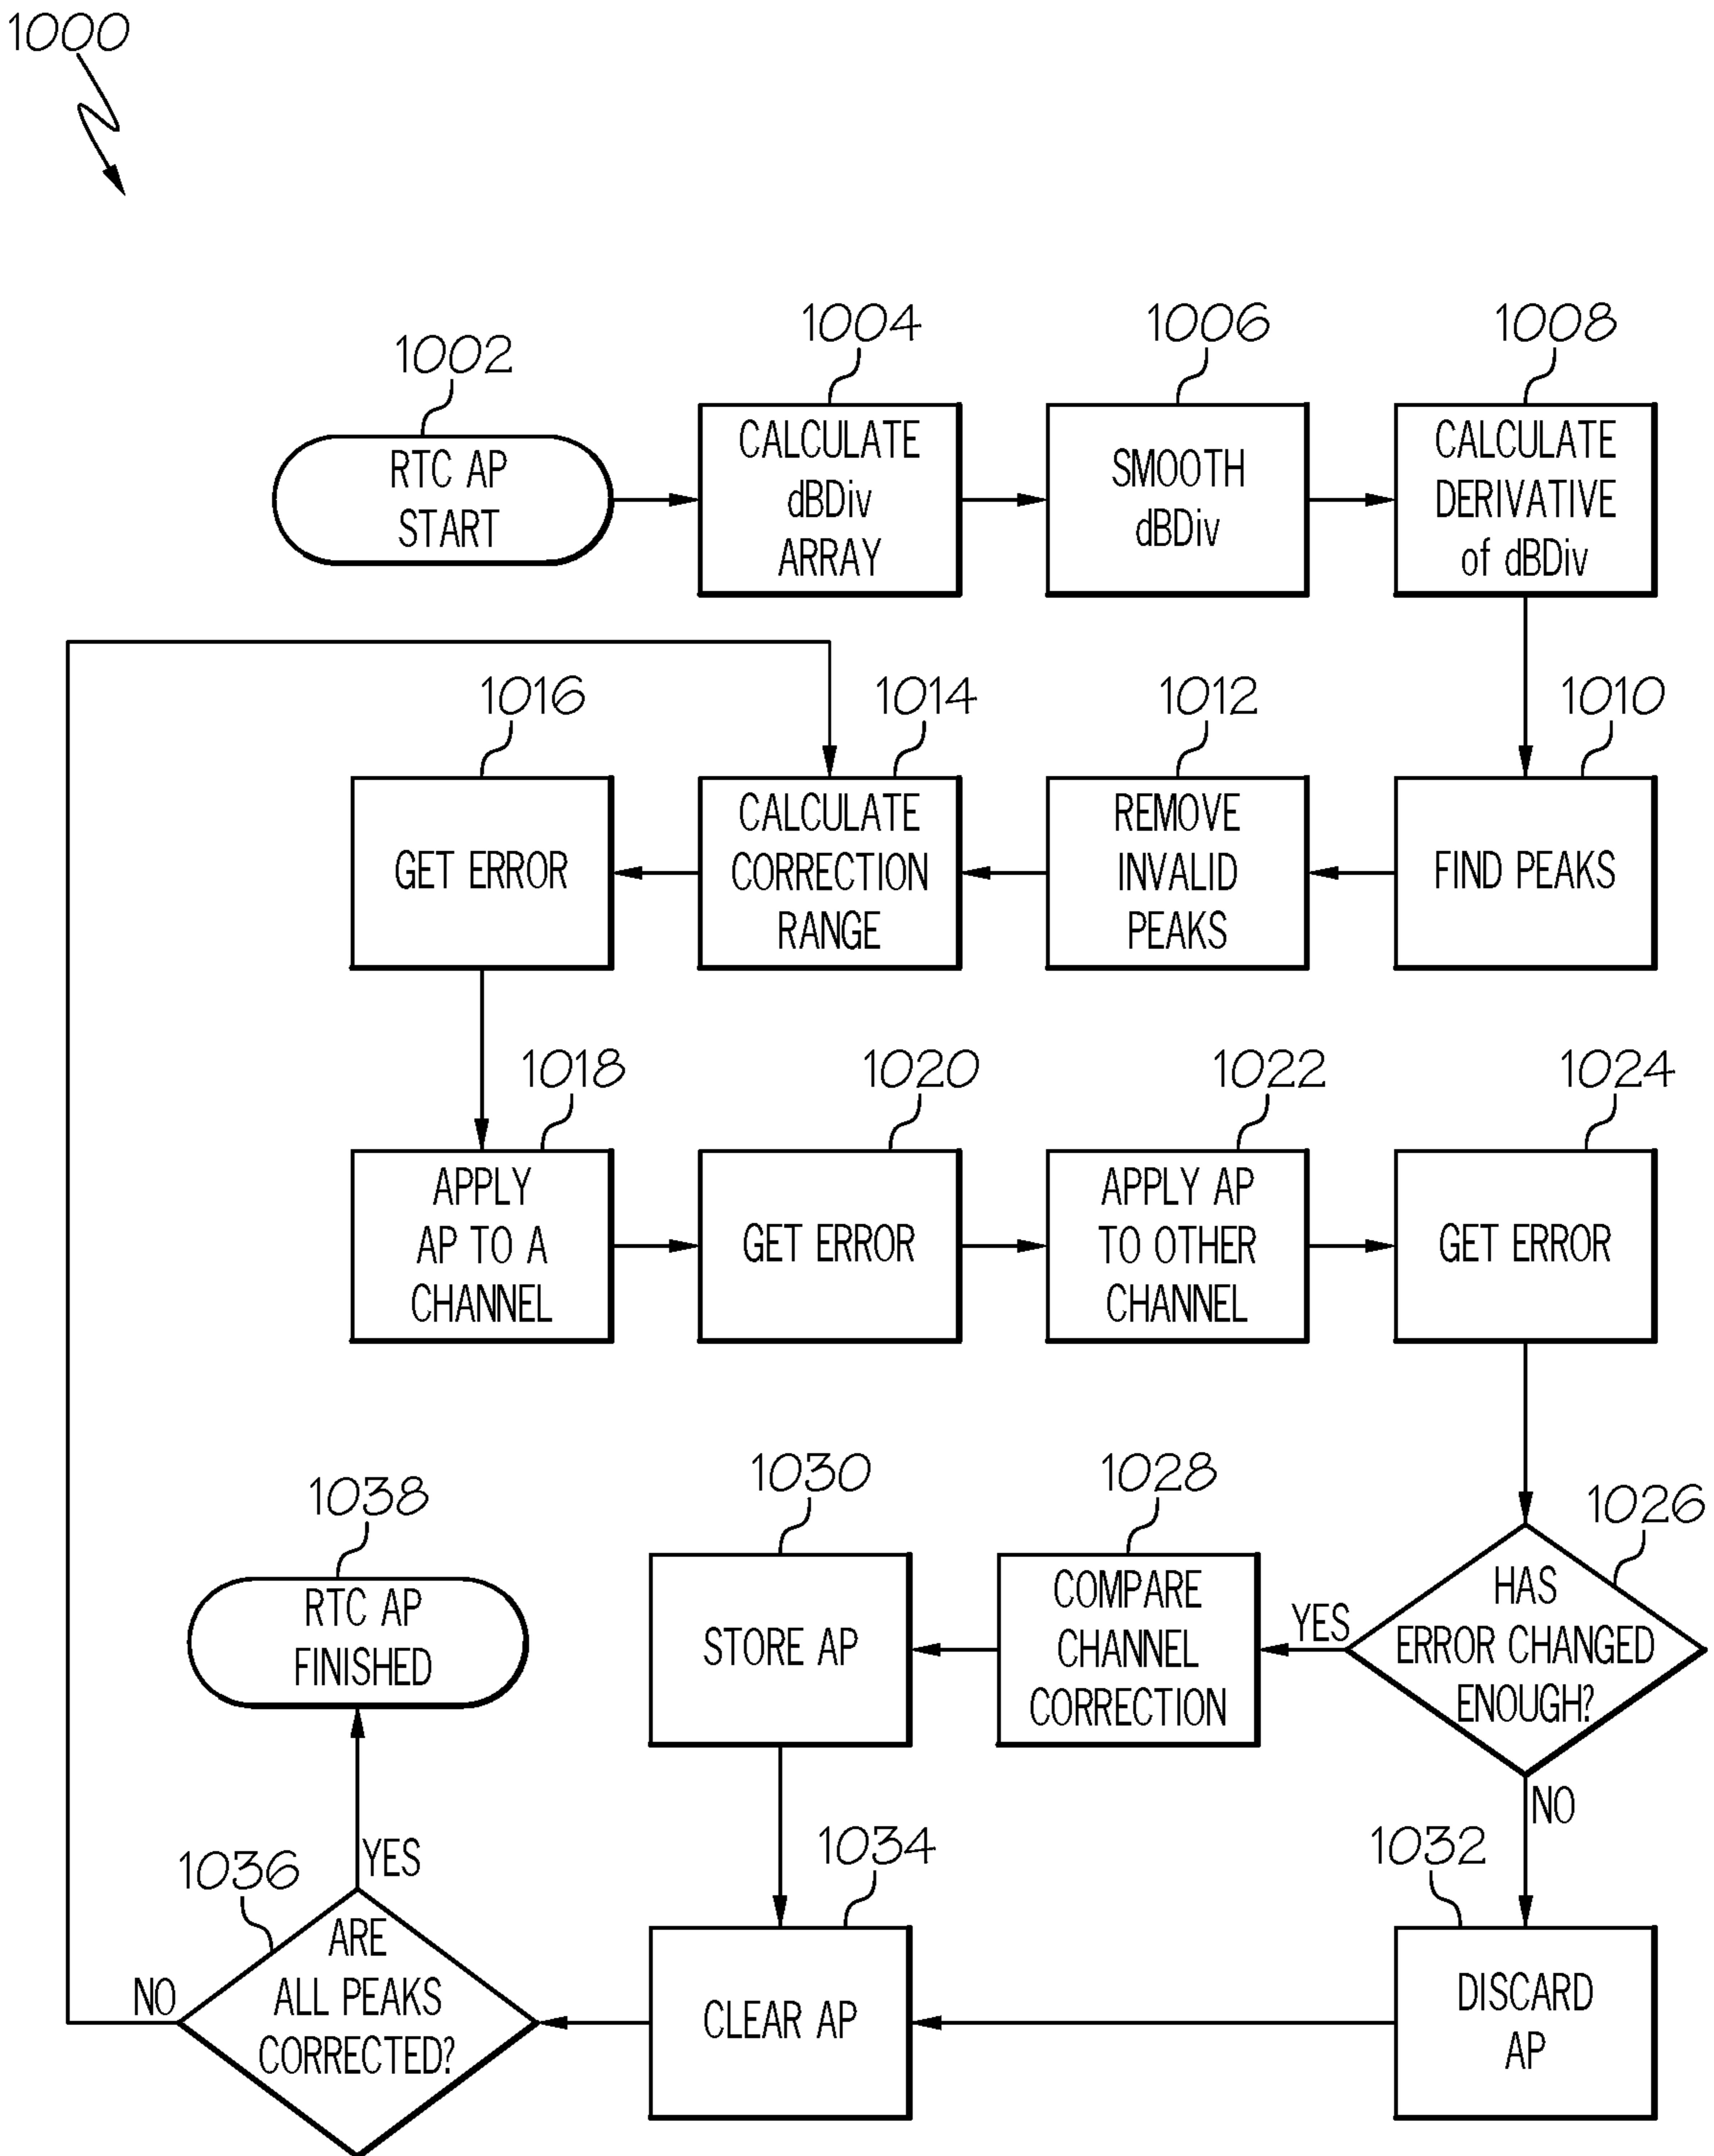 1000
1002
RTC AP
START
1004
CALCULATE
dBDiv
ARRAY
1006
SMOOTH
dBDiv
1008
CALCULATE
DERIVATIVE
of dBDiv
1016
GET ERROR
1014
CALCULATE
CORRECTION
RANGE
1012
REMOVE
INVALID
PEAKS
1010
FIND PEAKS
1018
APPLY
AP TO A
CHANNEL
1020
GET ERROR
1022
APPLY AP
TO OTHER
CHANNEL
1024
GET ERROR
1038
RTC AP
FINISHED
1030
STORE AP
1028
COMPARE
CHANNEL
CORRECTION
YES
1026
HAS
ERROR CHANGED
ENOUGH?
NO
1036
YES
ARE
ALL PEAKS
CORRECTED?
NO
1034
CLEAR AP
1032
DISCARD
AP